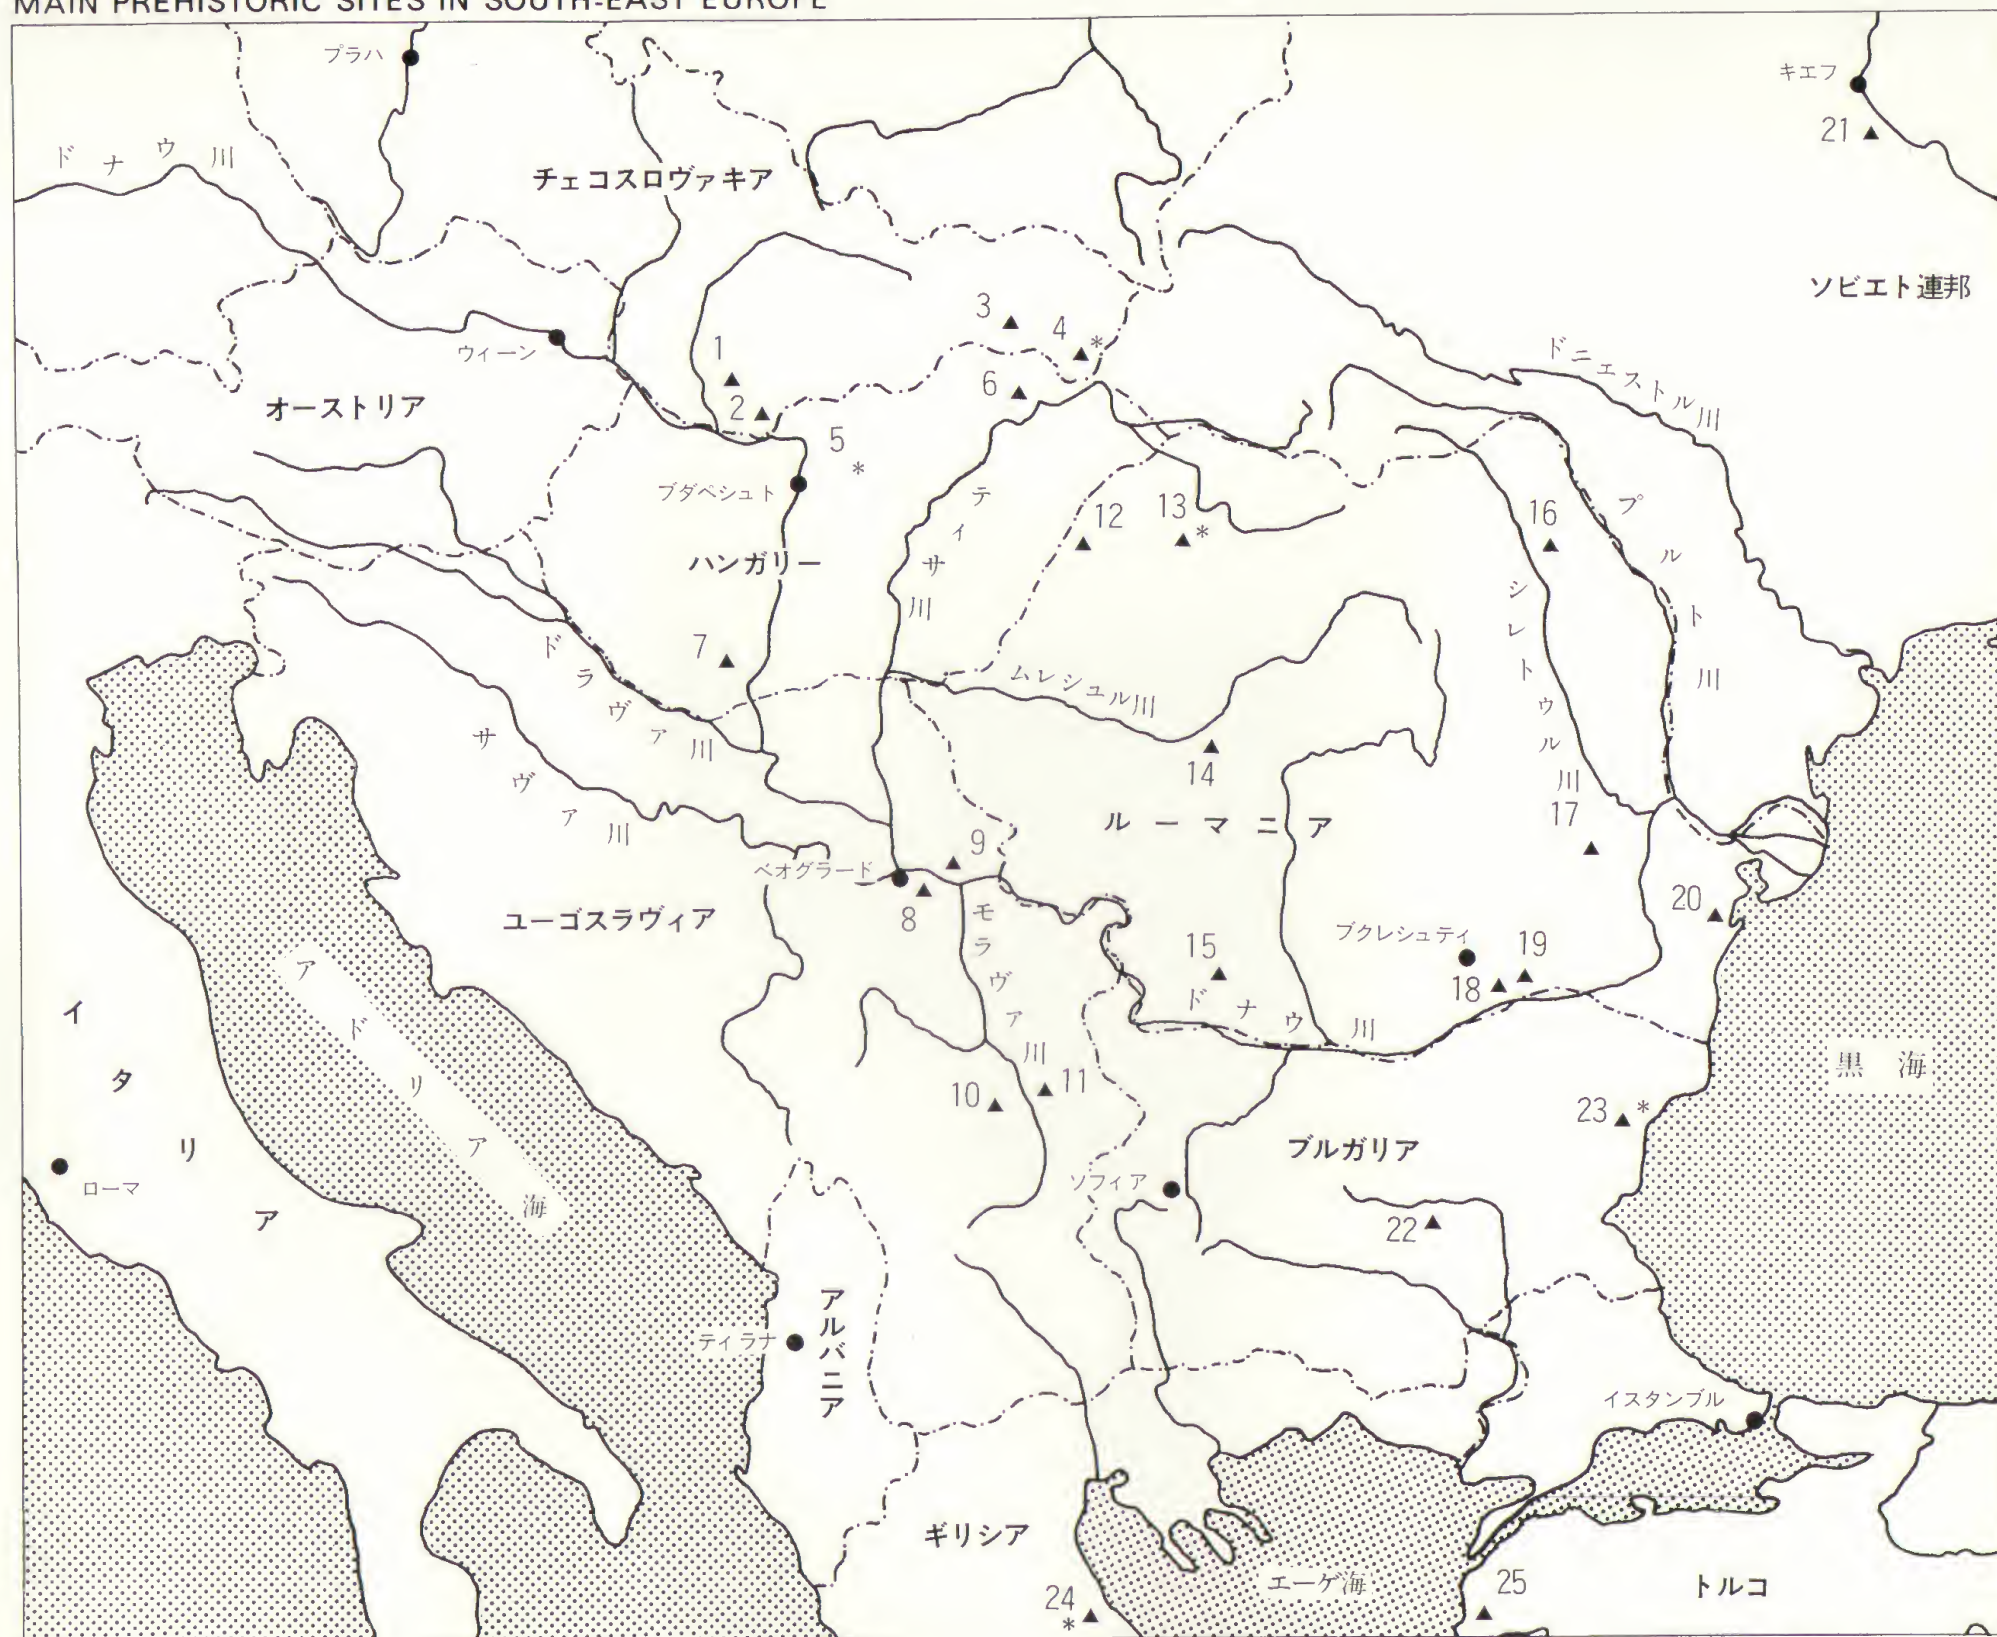 MAIN PREHISTORIC SITES IN SOUTH-EAST EUROPE
プラハ
キエフ
21
ドナウ川
チェコスロヴァキア
ソビエト連邦
3
4 *
1
ウィーン
ドニェストル川
6
2
オーストリア
5
*
ブダペシュト
ティサ川
12
13
*
16
プルト川
ハンガリー
シレトゥル川
7
ドラヴァ川
ムレシュル川
サヴァ川
14
17
ルーマニア
9
ベオグラード
8
20
ユーゴスラヴィア
モラヴァ川
ブクレシュティ
15
19
18
アドリア海
イタリア
ドナウ川
黒海
10
11
23 *
ブルガリア
ソフィア
ローマ
22
アルバニア
ティラナ
イスタンブル
ギリシア
エーゲ海
25
トルコ
24
*